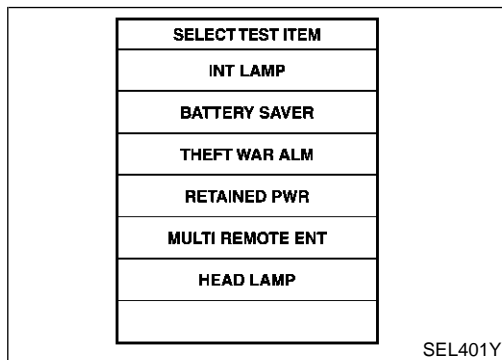 SELECT TEST ITEM
INT LAMP
BATTERY SAVER
THEFT WAR ALM
RETAINED PWR
MULTI REMOTE ENT
HEAD LAMP
SEL401Y